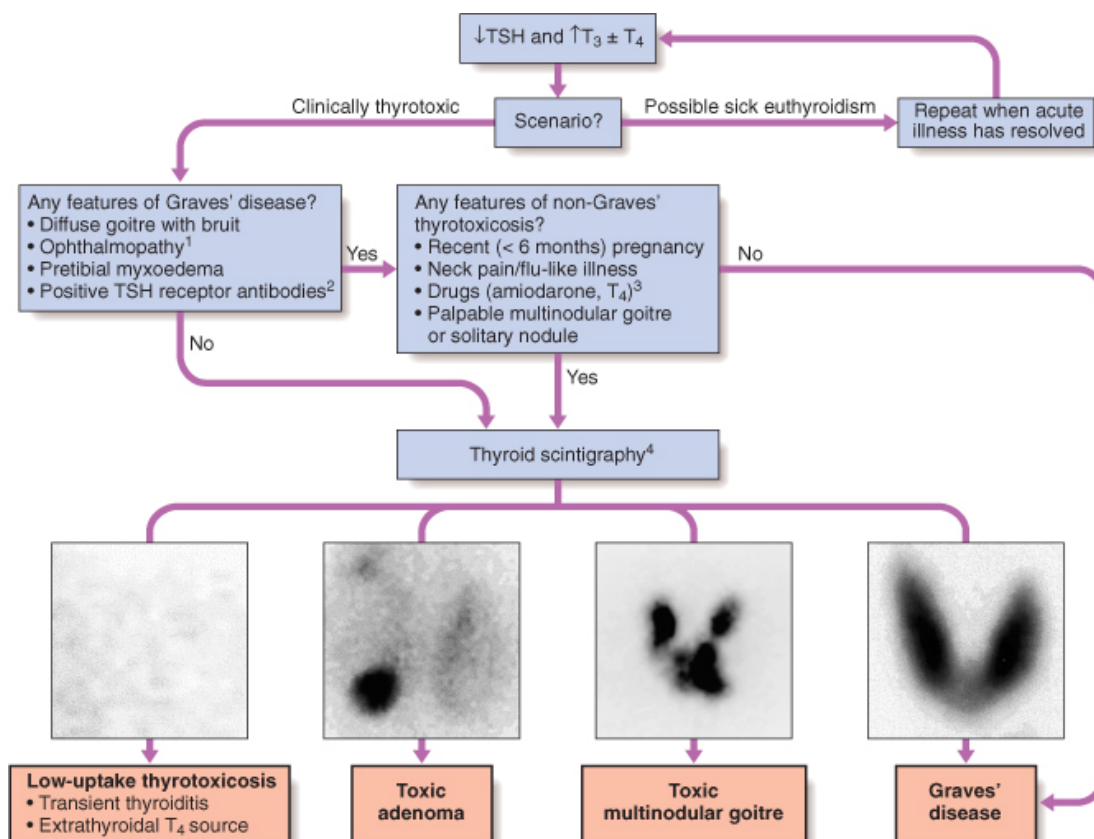 ↓TSH and ↑T₃ ± T₄
Clinically thyrotoxic
Scenario?
Possible sick euthyroidism
Repeat when acute
illness has resolved
Any features of Graves' disease?
• Diffuse goitre with bruit
• Ophthalmopathy¹
• Pretibial myxoedema
• Positive TSH receptor antibodies²
Yes
Any features of non-Graves'
thyrotoxicosis?
• Recent (< 6 months) pregnancy
• Neck pain/flu-like illness
• Drugs (amiodarone, T₄)³
• Palpable multinodular goitre
or solitary nodule
No
No
Yes
Thyroid scintigraphy⁴
Low-uptake thyrotoxicosis
• Transient thyroiditis
• Extrathyroidal T₄ source
Toxic
adenoma
Toxic
multinodular goitre
Graves'
disease